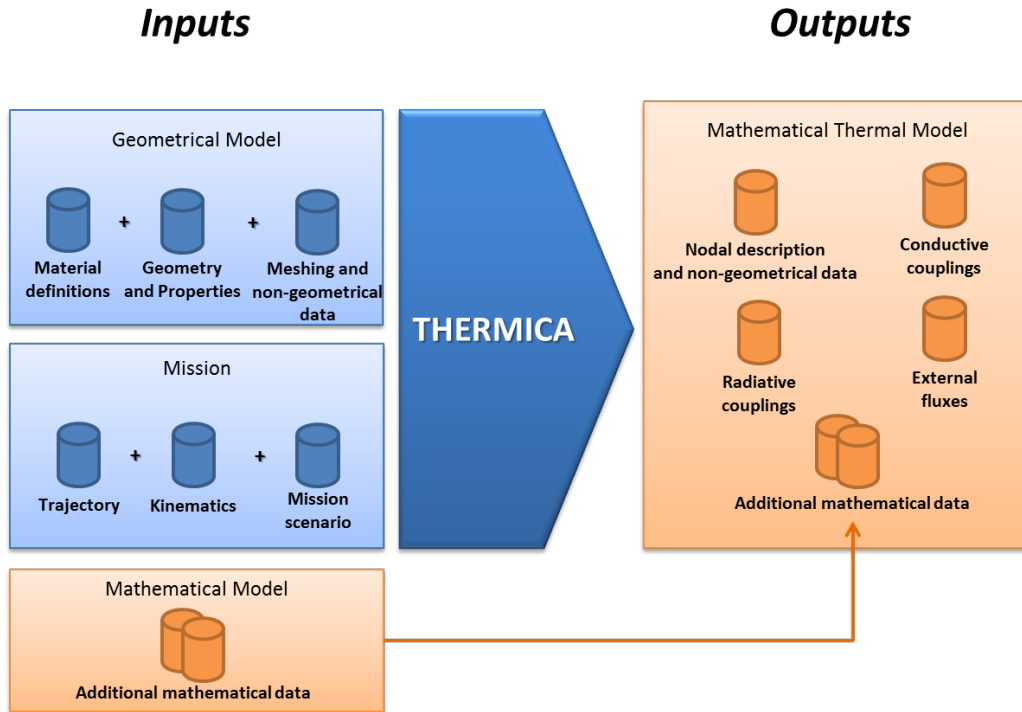 Inputs
Outputs
Geometrical Model
+
+
Material
definitions
Geometry
and Properties
Meshing and
non-geometrical
data
Mission
+
+
Trajectory
Kinematics
Mission
scenario
Mathematical Model
Additional mathematical data
THERMICA
Mathematical Thermal Model
Nodal description
and non-geometrical data
Conductive
couplings
Radiative
couplings
External
fluxes
Additional mathematical data